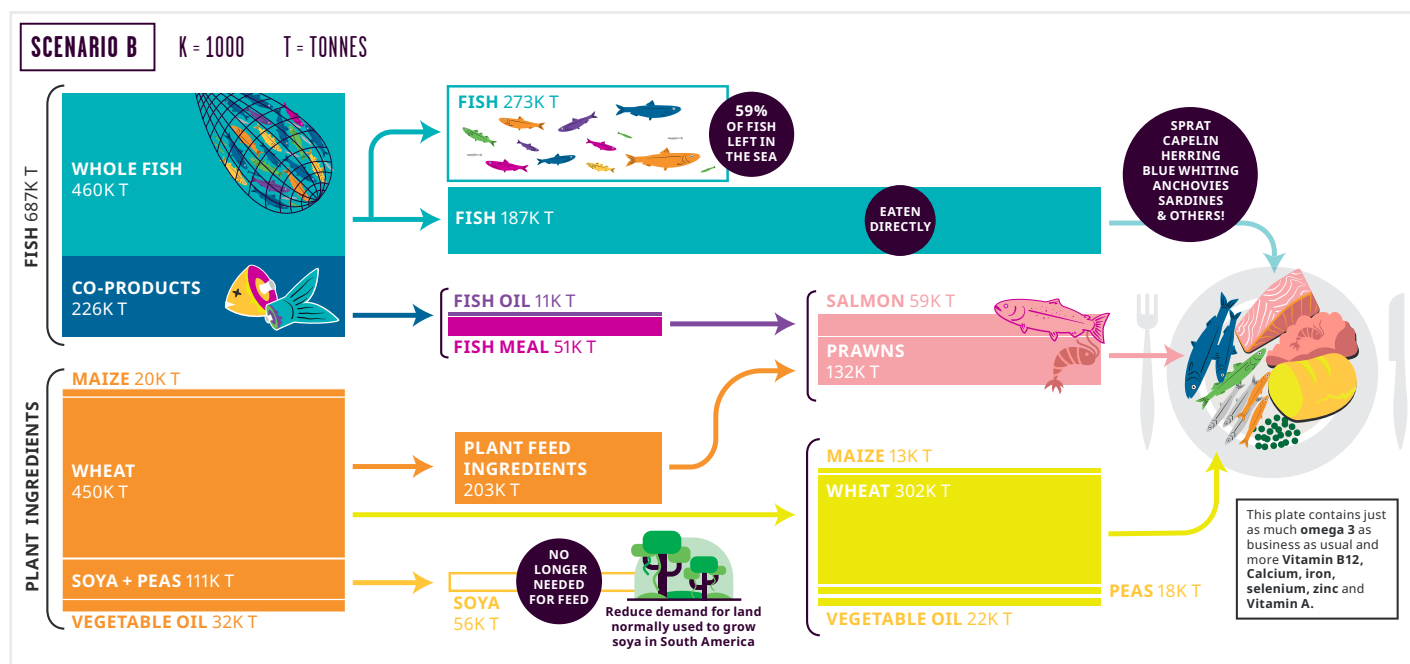 SCENARIO B
K = 1000
T = TONNES
FISH 687K T
WHOLE FISH
460K T
CO-PRODUCTS
226K T
FISH 273K T
59%
OF FISH
LEFT IN
THE SEA
FISH 187K T
EATEN
DIRECTLY
SPRAT
CAPELIN
HERRING
BLUE WHITING
ANCHOVIES
SARDINES
& OTHERS!
FISH OIL 11K T
FISH MEAL 51K T
SALMON 59K T
PRAWNS
132K T
PLANT INGREDIENTS
MAIZE 20K T
WHEAT
450K T
SOYA + PEAS 111K T
VEGETABLE OIL 32K T
PLANT FEED
INGREDIENTS
203K T
NO
LONGER
NEEDED
FOR FEED
SOYA
56K T
Reduce demand for land
normally used to grow
soya in South America
MAIZE 13K T
WHEAT 302K T
PEAS 18K T
VEGETABLE OIL 22K T
This plate contains just
as much omega 3 as
business as usual and
more Vitamin B12,
Calcium, iron,
selenium, zinc and
Vitamin A.